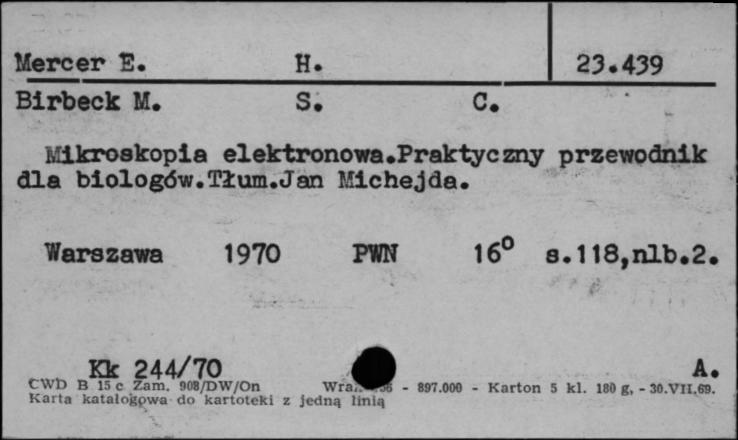 Mercer E. H. 23.439
Birbeck M. S. C.
Mikroskopia elektronowa.Praktyczny przewodnik
dla biologów.Tłum.Jan Michejda.
Warszawa 1970 PWN 16⁰ s.118,nlb.2.
Kk 244/70 A.
CWD B 15 c Zam. 908/DW/On - 897.000 - Karton 5 kl. 180 g, - 30.VII.69.
Karta katalogowa do kartoteki z jedną linią